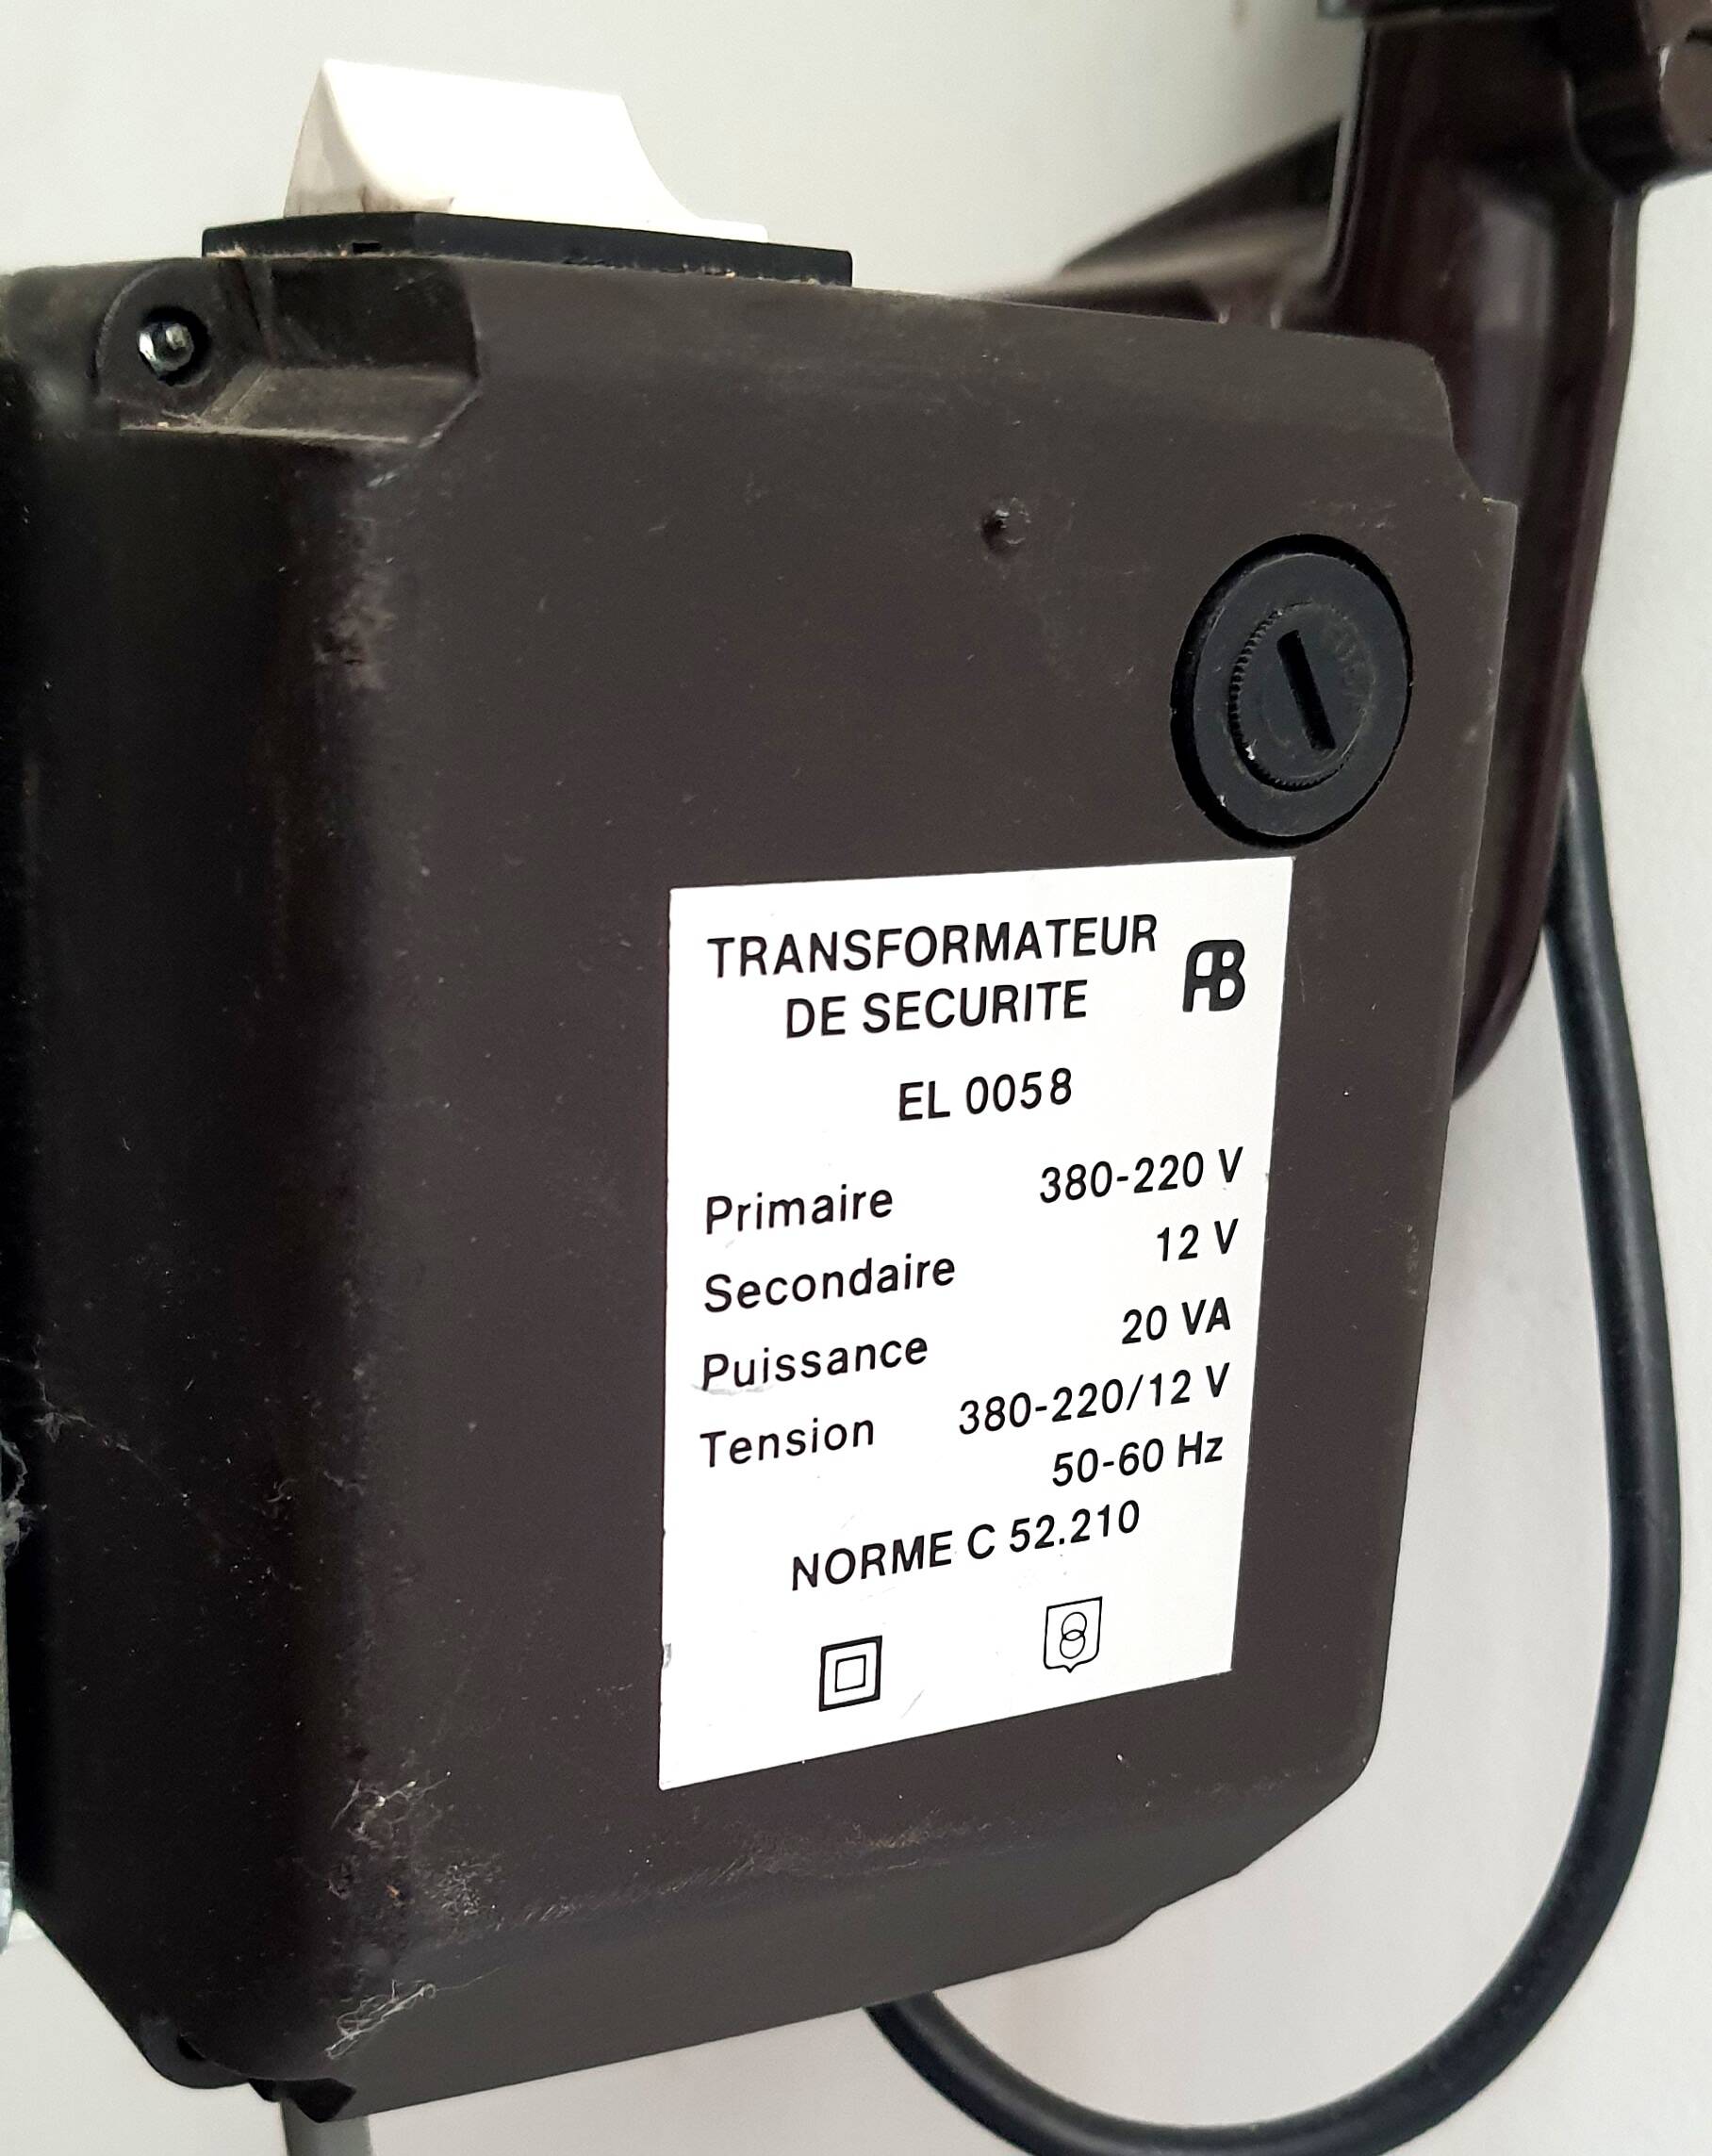 TRANSFORMATEUR
DE SECURITE
AB
EL 0058
Primaire 380-220 V
Secondaire 12 V
Puissance 20 VA
Tension 380-220/12 V
50-60 Hz
NORME C 52.210